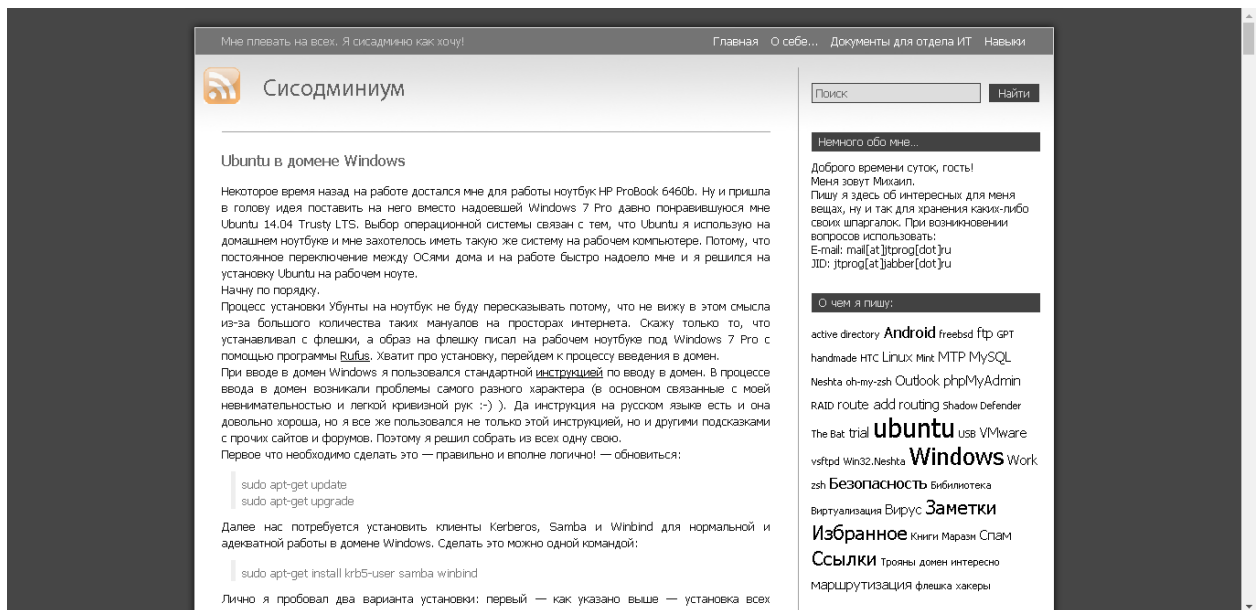 Мне плевать на всех. Я сисадминю как хочу!
Главная О себе... Документы для отдела ИТ Навыки
Сисодминиум
Поиск
Найти
Ubuntu в домене Windows
Некоторое время назад на работе достался мне для работы ноутбук HP ProBook 6460b. Ну и пришла
в голову идея поставить на него вместо надоевшей Windows 7 Pro давно понравившуюся мне
Ubuntu 14.04 Trusty LTS. Выбор операционной системы связан с тем, что Ubuntu я использую на
домашнем ноутбуке и мне захотелось иметь такую же систему на рабочем компьютере. Потому, что
постоянное переключение между ОСями дома и на работе быстро надоело мне и я решился на
установку Ubuntu на рабочем ноуте.
Начну по порядку.
Процесс установки Убунты на ноутбук не буду пересказывать потому, что не вижу в этом смысла
из-за большого количества таких мануалов на просторах интернета. Скажу только то, что
устанавливал с флешки, а образ на флешку писал на рабочем ноутбуке под Windows 7 Pro с
помощью программы Rufus. Хватит про установку, перейдем к процессу введения в домен.
При вводе в домен Windows я пользовался стандартной инструкцией по вводу в домен. В процессе
ввода в домен возникали проблемы самого разного характера (в основном связанные с моей
невнимательностью и легкой кривизной рук :-) ). Да инструкция на русском языке есть и она
довольно хороша, но я все же пользовался не только этой инструкцией, но и другими подсказками
с прочих сайтов и форумов. Поэтому я решил собрать из всех одну свою.
Первое что необходимо сделать это — правильно и вполне логично! — обновиться:
sudo apt-get update
sudo apt-get upgrade
Далее нас потребуется установить клиенты Kerberos, Samba и Winbind для нормальной и
адекватной работы в домене Windows. Сделать это можно одной командой:
sudo apt-get install krb5-user samba winbind
Лично я пробовал два варианта установки: первый — как указано выше — установка всех
Немного обо мне...
Доброго времени суток, гость!
Меня зовут Михаил.
Пишу я здесь об интересных для меня
вещах, ну и так для хранения каких-либо
своих шпаргалок. При возникновении
вопросов использовать:
E-mail: mail[at]jtprog[dot]ru
JID: jtprog[at]jabber[dot]ru
О чем я пишу:
active directory Android freebsd ftp GPT
handmade HTC Linux Mint MTP MySQL
Neshta oh-my-zsh Outlook phpMyAdmin
RAID route add routing Shadow Defender
The Bat trial ubuntu USB VMware
vsftpd Win32.Neshta Windows Work
zsh Безопасность Бибилиотека
Виртуализация Вирус Заметки
Избранное Книги Маразм Спам
Ссылки Трояны домен интересно
маршрутизация флешка хакеры